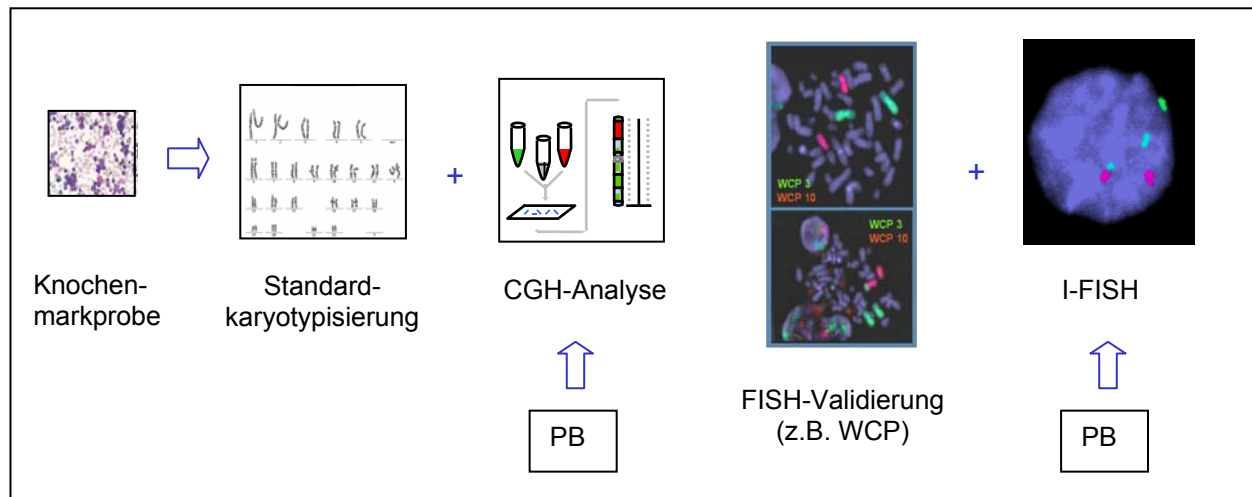 WCP 3
WCP 10
WCP 3
WCP 10
+
+
Knochen-
markprobe
Standard-
karyotypisierung
CGH-Analyse
I-FISH
FISH-Validierung
(z.B. WCP)
PB
PB